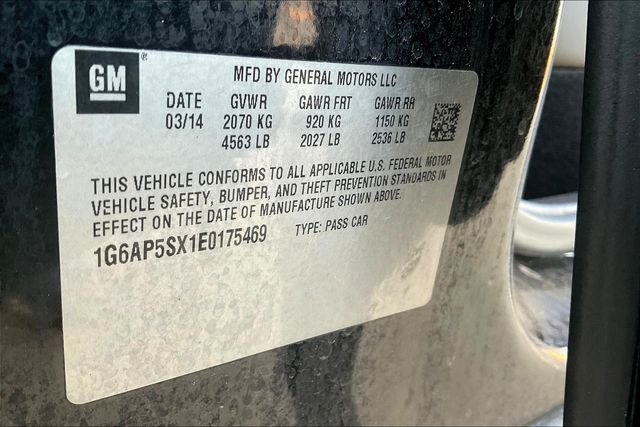 GM
MFD BY GENERAL MOTORS LLC
DATE GVWR GAWR FRT GAWR RR
03/14 2070 KG 920 KG 1150 KG
4563 LB 2027 LB 2536 LB
THIS VEHICLE CONFORMS TO ALL APPLICABLE U.S. FEDERAL MOTOR
VEHICLE SAFETY, BUMPER, AND THEFT PREVENTION STANDARDS IN
EFFECT ON THE DATE OF MANUFACTURE SHOWN ABOVE.
1G6AP5SX1E0175469 TYPE: PASS CAR